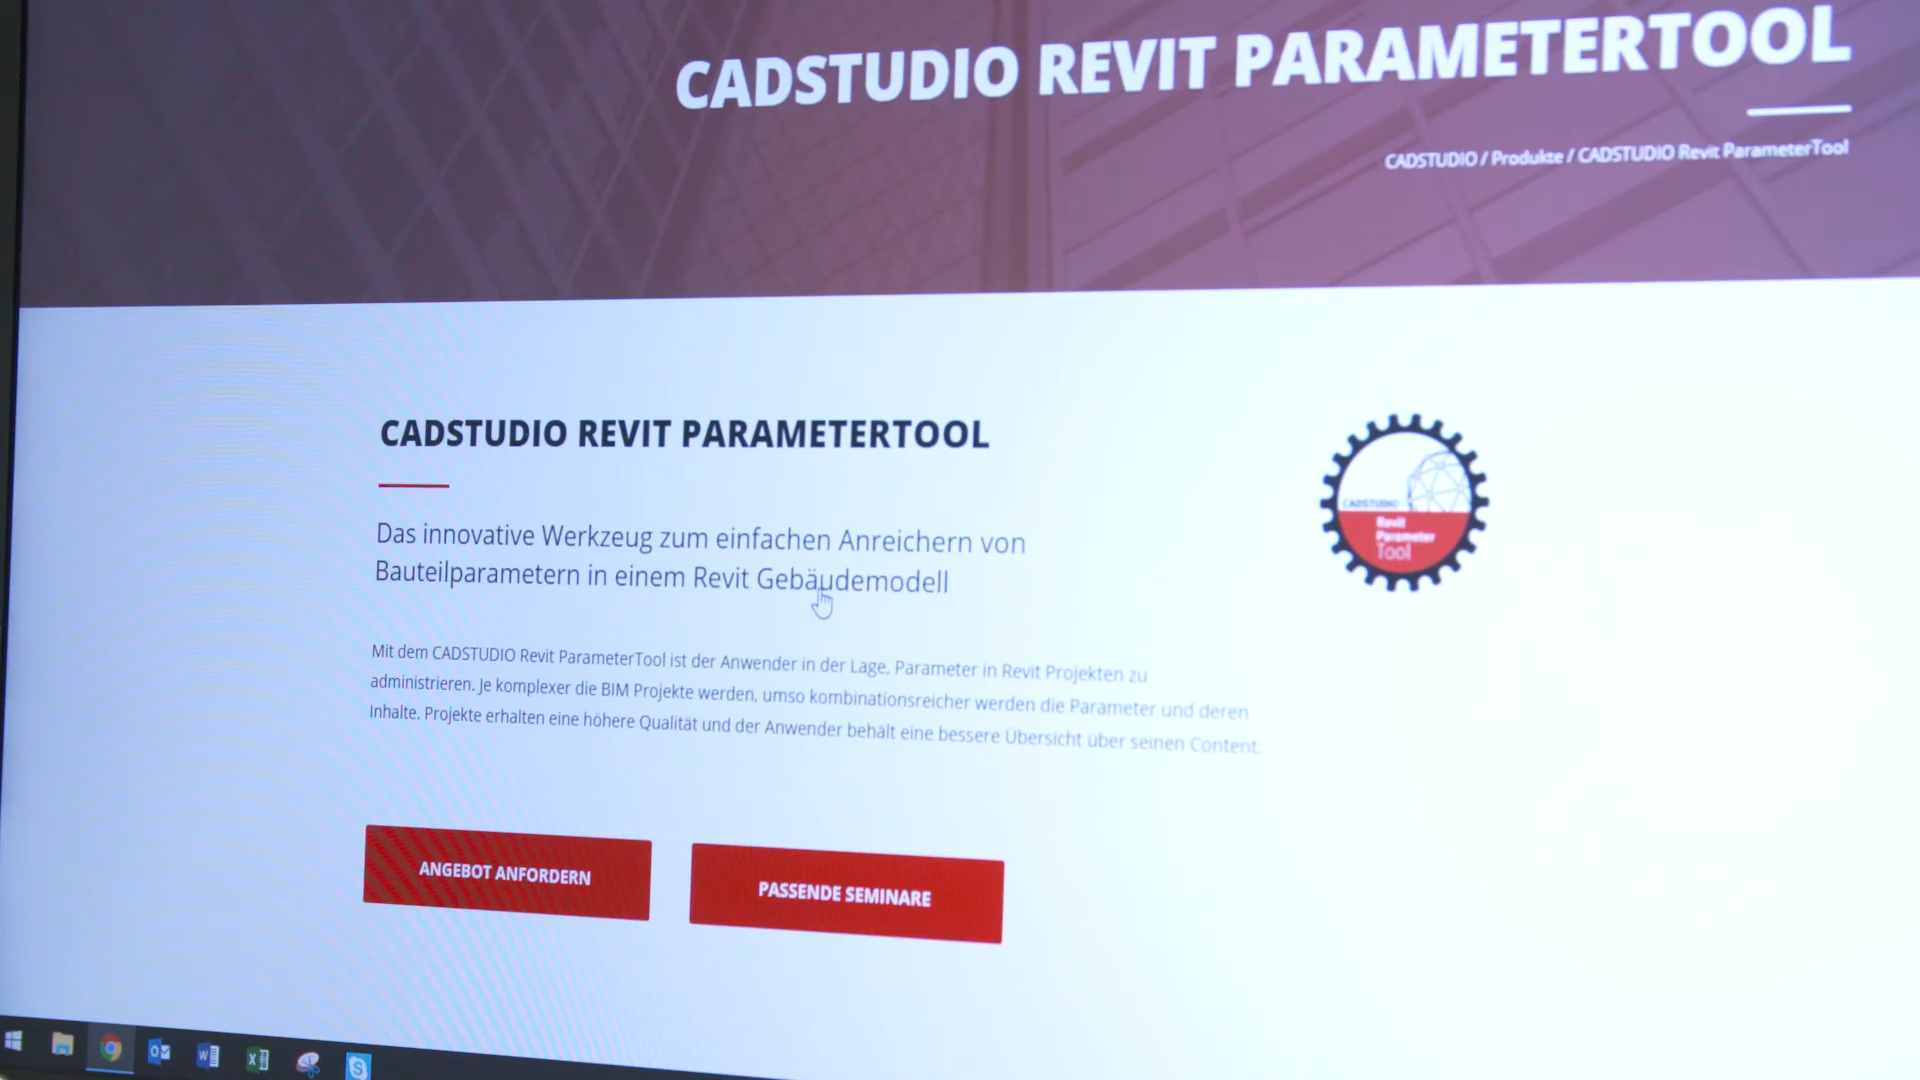 CADSTUDIO REVIT PARAMETERTOOL
CADSTUDIO / Produkte / CADSTUDIO Revit ParameterTool
CADSTUDIO REVIT PARAMETERTOOL
Das innovative Werkzeug zum einfachen Anreichern von
Bauteilparametern in einem Revit Gebäudemodell
CADSTUDIO
Revit
Parameter
Tool
Mit dem CADSTUDIO Revit ParameterTool ist der Anwender in der Lage, Parameter in Revit Projekten zu
administrieren. Je komplexer die BIM Projekte werden, umso kombinationsreicher werden die Parameter und deren
Inhalte. Projekte erhalten eine höhere Qualität und der Anwender behält eine bessere Übersicht über seinen Content.
ANGEBOT ANFORDERN
PASSENDE SEMINARE